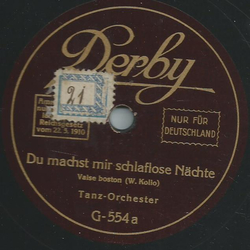 Derby
21
Reichsgesetz
vom 22. 5. 1910
NUR FÜR
DEUTSCHLAND
Du machst mir schlaflose Nächte
Valse boston (W. Kollo)
Tanz-Orchester
G-554a